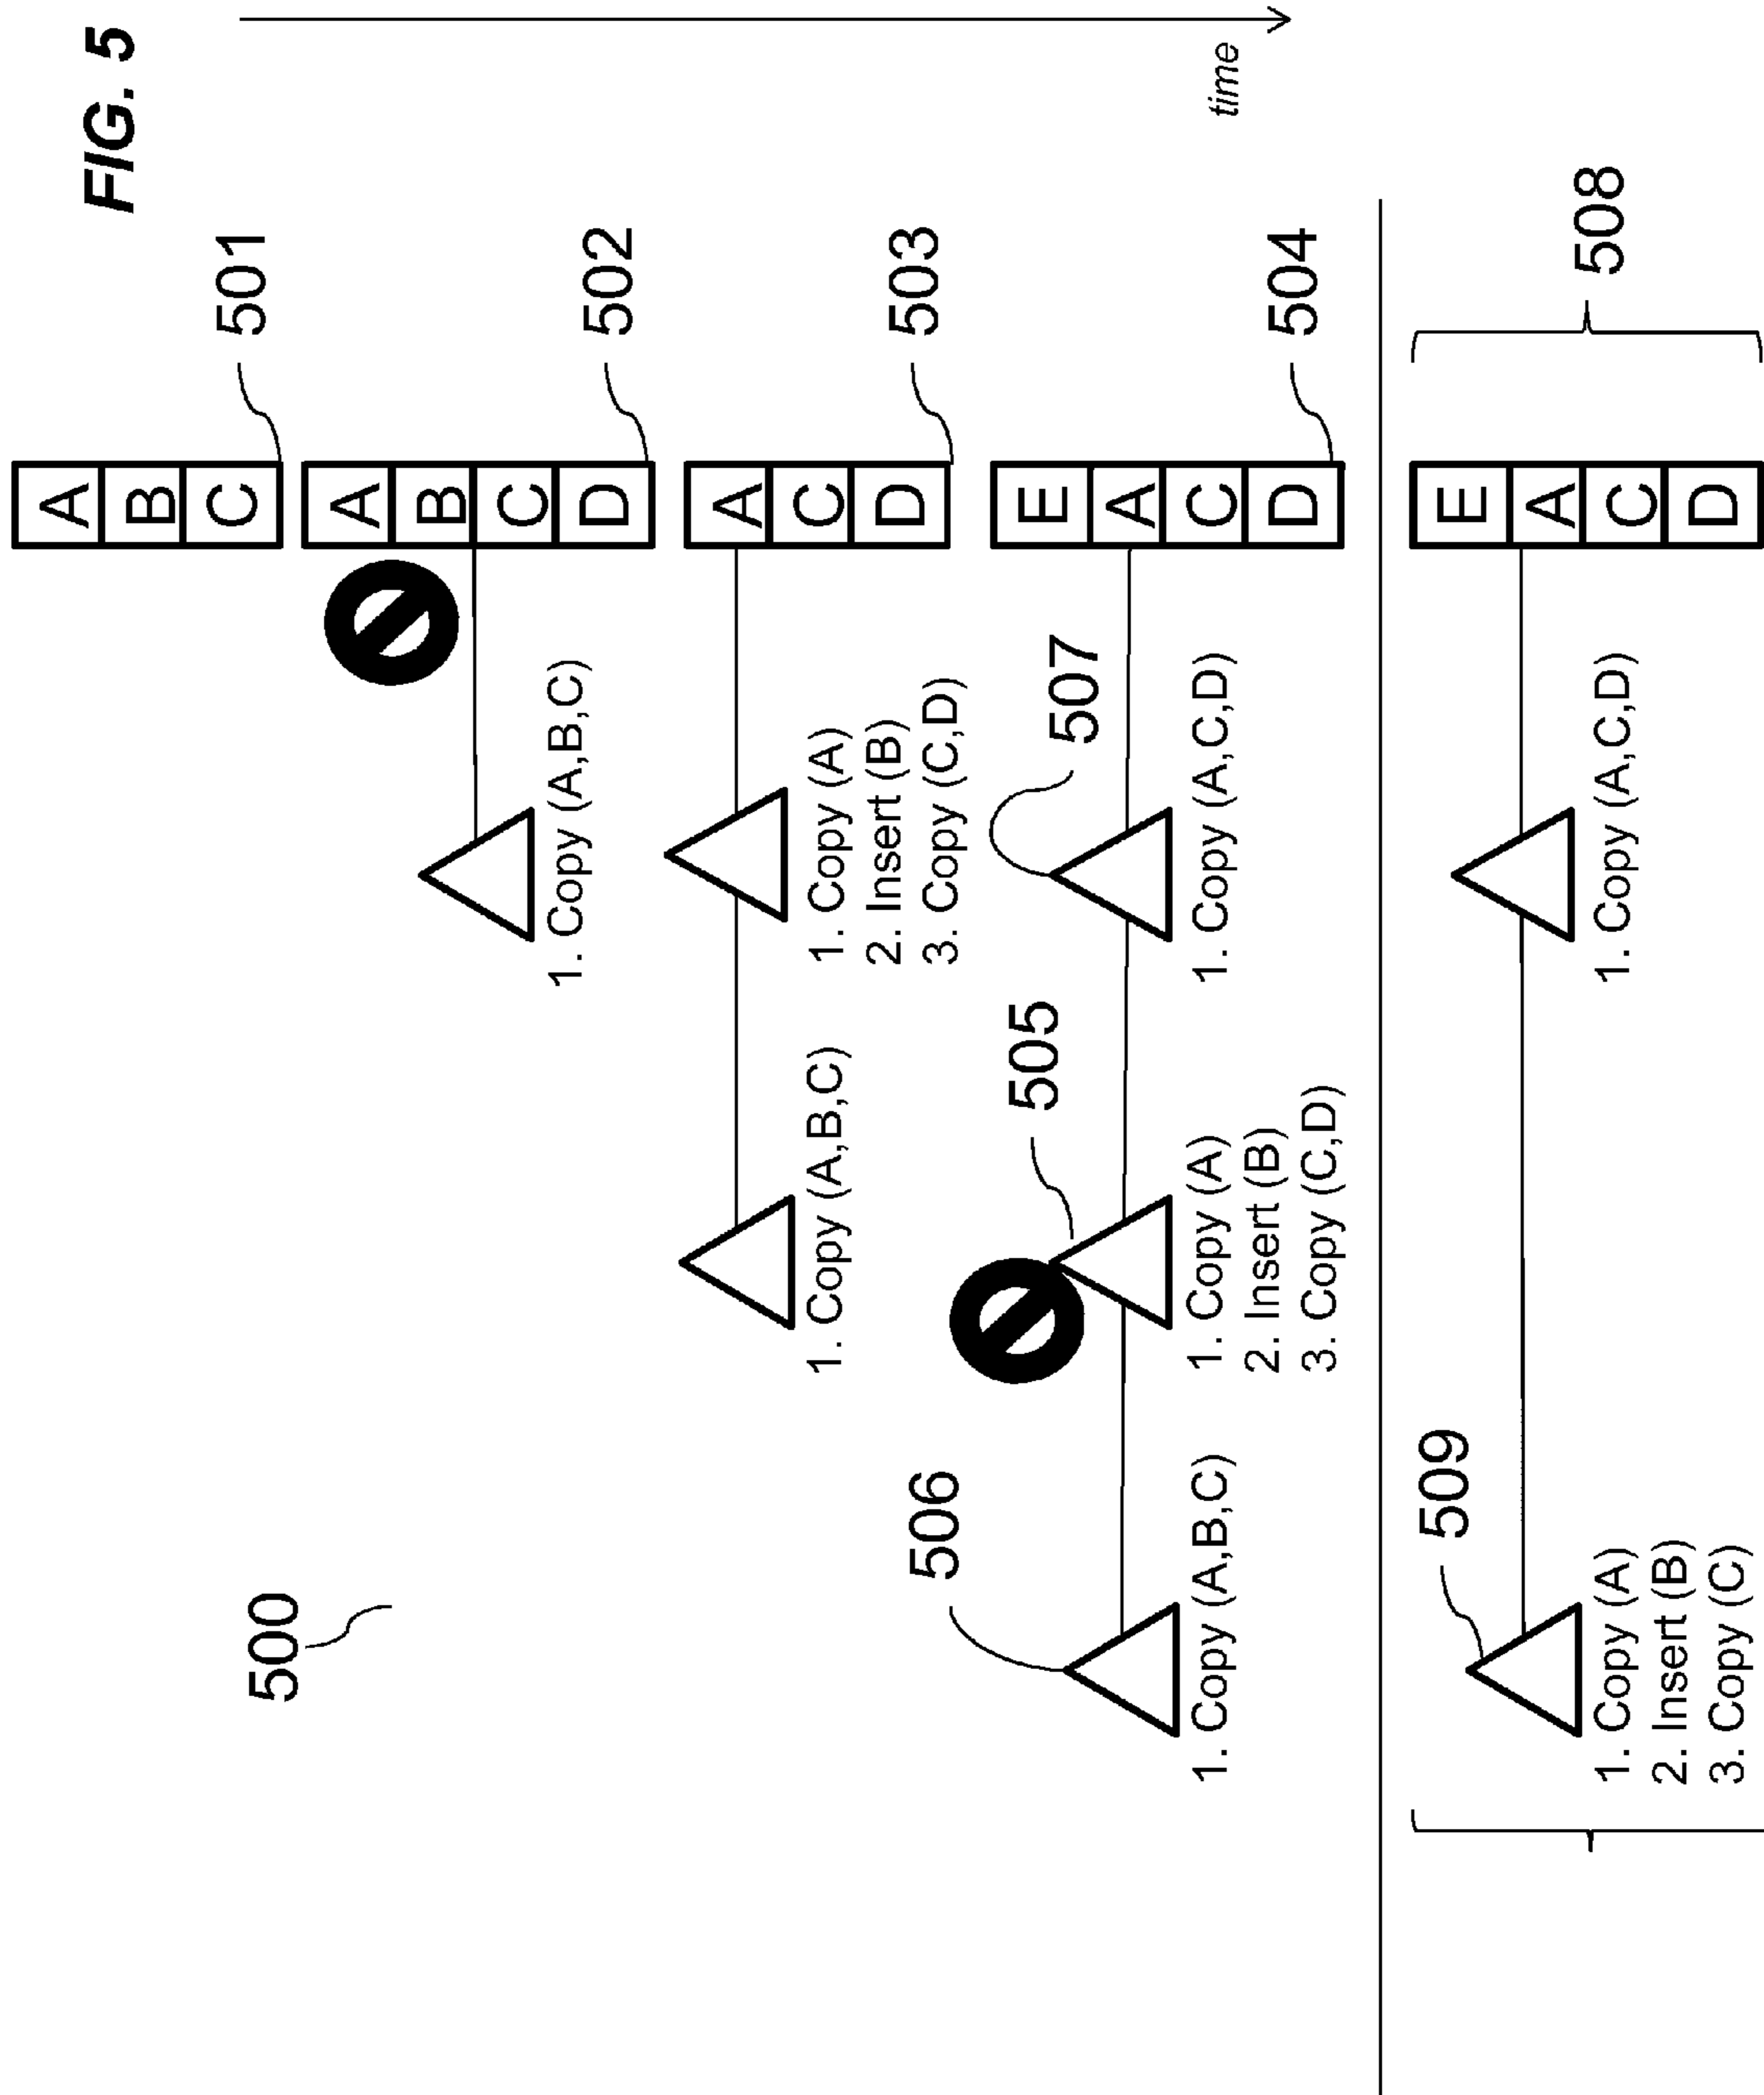 FIG. 5
500
A
B
C
501
A
B
C
D
502
1. Copy (A,B,C)
A
C
D
503
1. Copy (A,B,C)
1. Copy (A)
2. Insert (B)
3. Copy (C,D)
506
505
507
E
A
C
D
504
1. Copy (A,B,C)
1. Copy (A)
2. Insert (B)
3. Copy (C,D)
1. Copy (A,C,D)
time
509
1. Copy (A)
2. Insert (B)
3. Copy (C)
1. Copy (A,C,D)
E
A
C
D
508